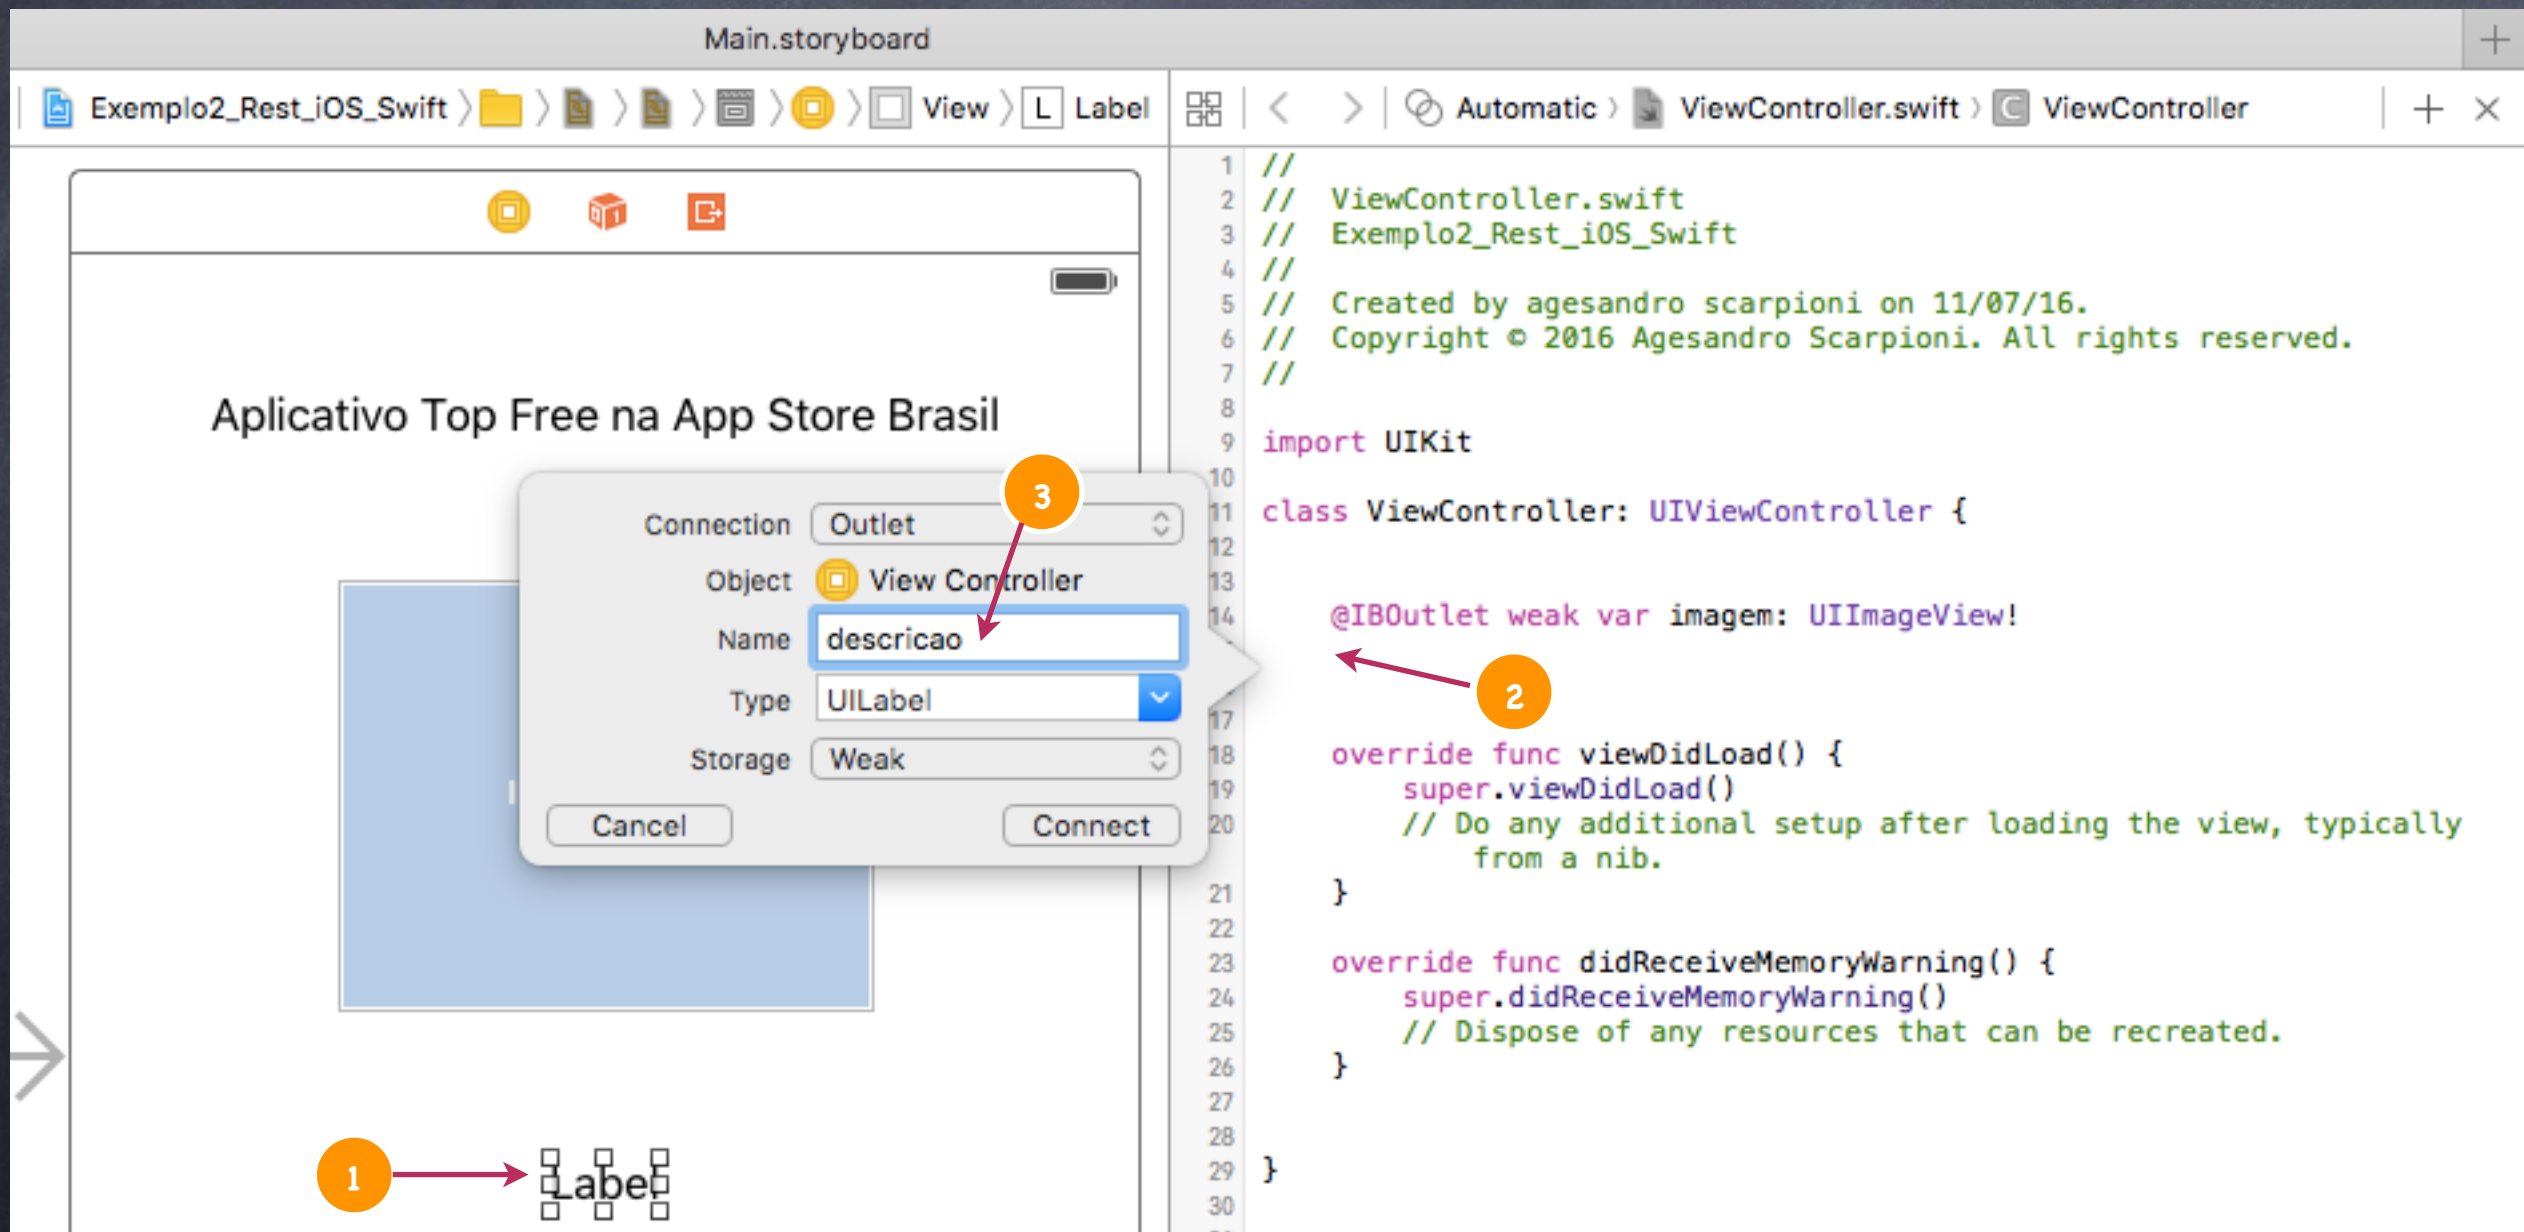 Main.storyboard
Exemplo2_Rest_iOS_Swift
View
L Label
Automatic
ViewController.swift
C ViewController
Aplicativo Top Free na App Store Brasil
Connection Outlet
Object View Controller
Name descricao
Type UILabel
Storage Weak
Cancel Connect
3
2
1
Label
1 //
2 //  ViewController.swift
3 //  Exemplo2_Rest_iOS_Swift
4 //
5 //  Created by agesandro scarpioni on 11/07/16.
6 //  Copyright © 2016 Agesandro Scarpioni. All rights reserved.
7 //
8
9 import UIKit
10
11 class ViewController: UIViewController {
12
13
14     @IBOutlet weak var imagem: UIImageView!
17
18     override func viewDidLoad() {
19         super.viewDidLoad()
20         // Do any additional setup after loading the view, typically
from a nib.
21     }
22
23     override func didReceiveMemoryWarning() {
24         super.didReceiveMemoryWarning()
25         // Dispose of any resources that can be recreated.
26     }
27
28
29 }
30